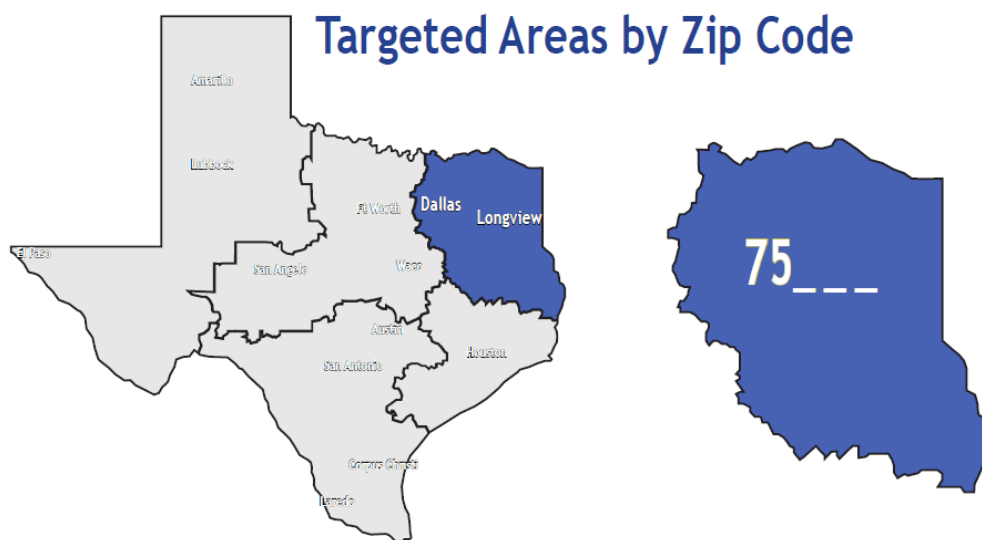 Targeted Areas by Zip Code
Amarillo
Lubbock
Ft Worth
Dallas
Longview
El Paso
San Angelo
Waco
75_ _ _
Austin
San Antonio
Houston
Corpus Christi
Laredo